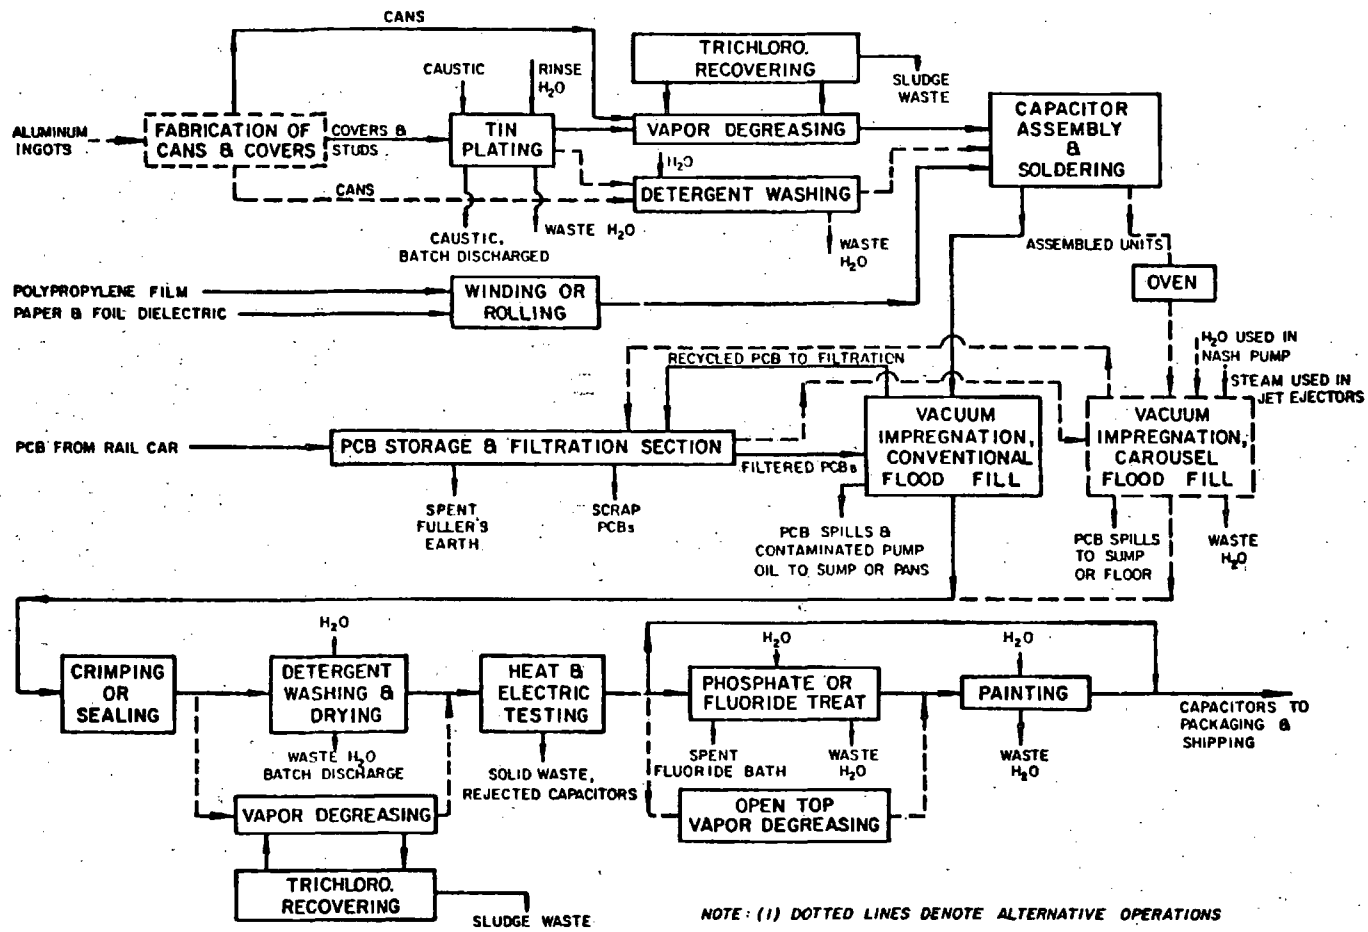 CANS
TRICHLORO.
RECOVERING
SLUDGE
WASTE
CAUSTIC
RINSE
H2O
ALUMINUM
INGOTS
FABRICATION OF
CANS & COVERS
COVERS &
STUDS
TIN
PLATING
VAPOR DEGREASING
CAPACITOR
ASSEMBLY
&
SOLDERING
H2O
DETERGENT WASHING
CANS
CAUSTIC,
BATCH DISCHARGED
WASTE H2O
WASTE
H2O
ASSEMBLED UNITS
OVEN
POLYPROPYLENE FILM
PAPER & FOIL DIELECTRIC
WINDING OR
ROLLING
RECYCLED PCB TO FILTRATION
H2O USED IN
NASH PUMP
STEAM USED IN
JET EJECTORS
PCB FROM RAIL CAR
PCB STORAGE & FILTRATION SECTION
FILTERED PCBs
VACUUM
IMPREGNATION,
CONVENTIONAL
FLOOD FILL
VACUUM
IMPREGNATION,
CAROUSEL
FLOOD FILL
SPENT
FULLER'S
EARTH
SCRAP
PCBs
PCB SPILLS &
CONTAMINATED PUMP
OIL TO SUMP OR PANS
PCB SPILLS
TO SUMP
OR FLOOR
WASTE
H2O
H2O
CRIMPING
OR
SEALING
DETERGENT
WASHING &
DRYING
HEAT &
ELECTRIC
TESTING
H2O
PHOSPHATE OR
FLUORIDE TREAT
H2O
PAINTING
CAPACITORS TO
PACKAGING &
SHIPPING
WASTE H2O
BATCH DISCHARGE
SOLID WASTE,
REJECTED CAPACITORS
SPENT
FLUORIDE BATH
WASTE
H2O
WASTE
H2O
VAPOR DEGREASING
OPEN TOP
VAPOR DEGREASING
TRICHLORO.
RECOVERING
SLUDGE WASTE
NOTE: (1) DOTTED LINES DENOTE ALTERNATIVE OPERATIONS